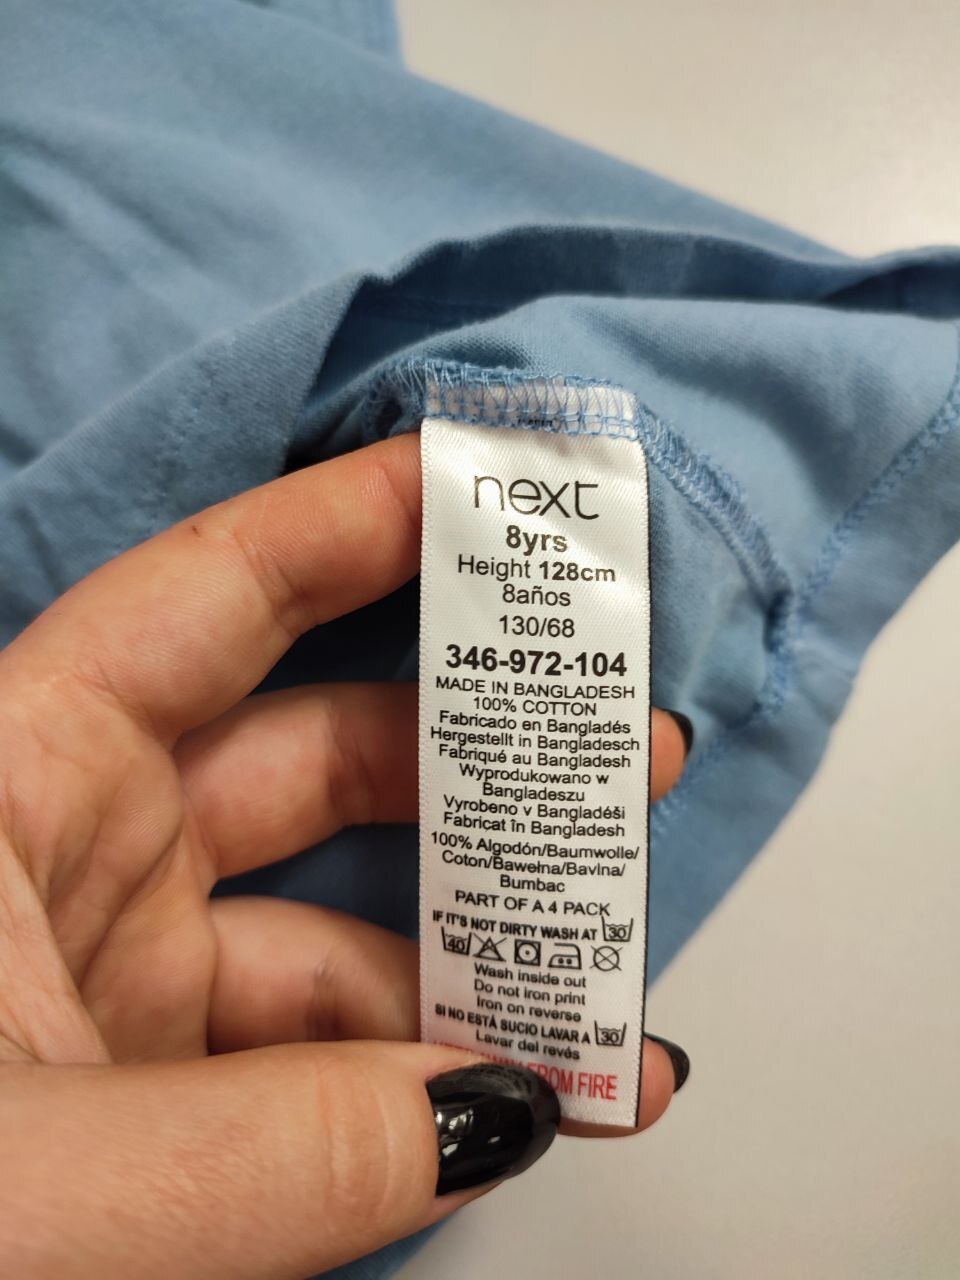 next
8yrs
Height 128cm
8años
130/68
346-972-104
MADE IN BANGLADESH
100% COTTON
Fabricado en Bangladés
Hergestellt in Bangladesch
Fabriqué au Bangladesh
Wyprodukowano w
Bangladeszu
Vyrobeno v Bangladéši
Fabricat în Bangladesh
100% Algodón/Baumwolle/
Coton/Bawełna/Bavlna/
Bumbac
PART OF A 4 PACK
IF IT'S NOT DIRTY WASH AT 30
40
Wash inside out
Do not iron print
Iron on reverse
SI NO ESTÁ SUCIO LAVAR A 30
Lavar del revés
FROM FIRE